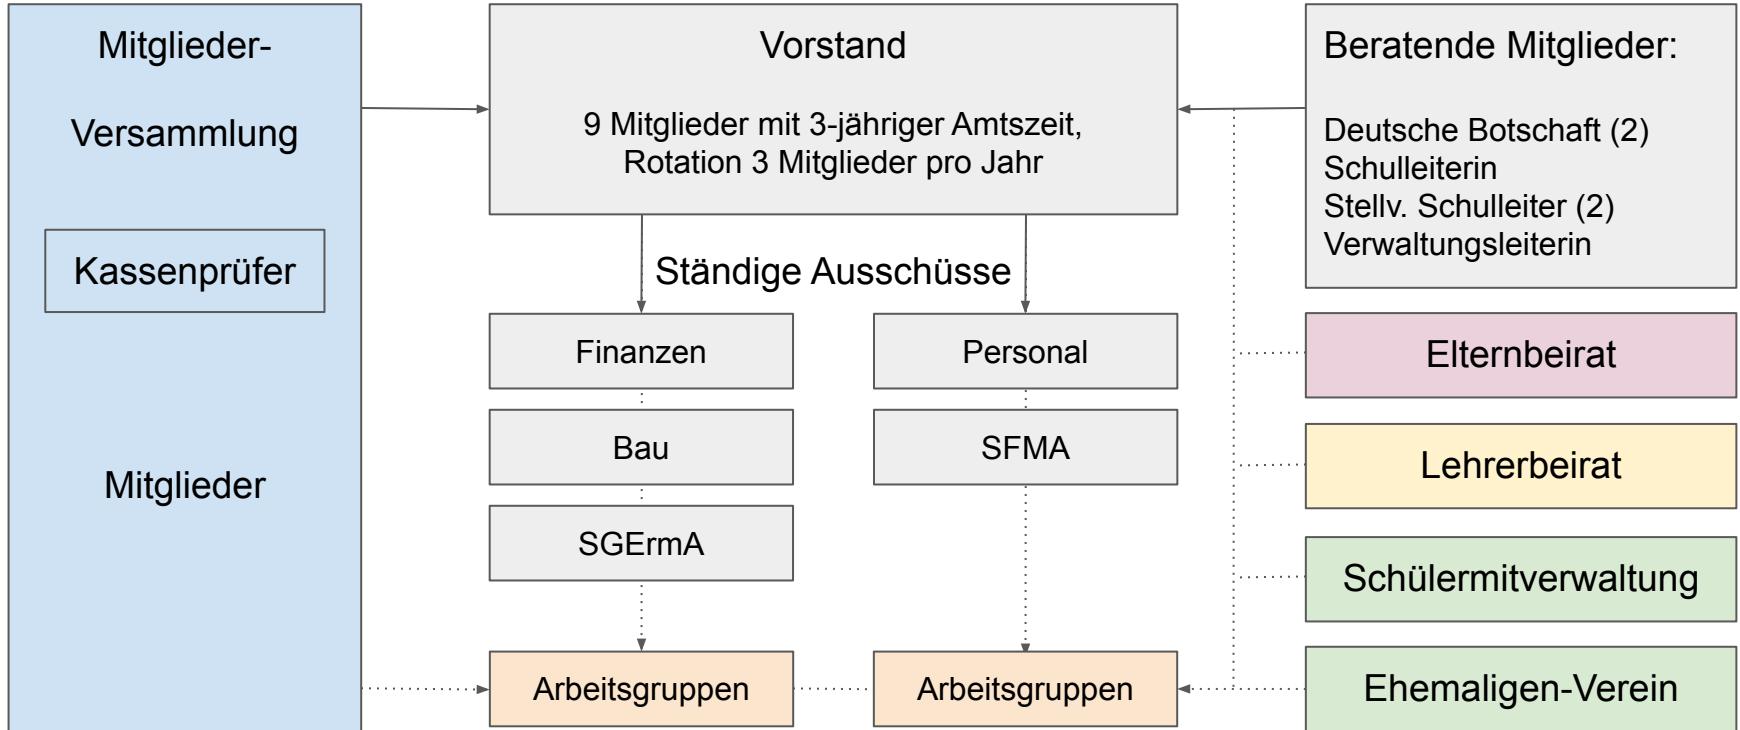 Mitglieder-
Versammlung
Kassenprüfer
Mitglieder
Vorstand
9 Mitglieder mit 3-jähriger Amtszeit,
Rotation 3 Mitglieder pro Jahr
Ständige Ausschüsse
Finanzen
Bau
SGErmA
Arbeitsgruppen
Personal
SFMA
Arbeitsgruppen
Beratende Mitglieder:
Deutsche Botschaft (2)
Schulleiterin
Stellv. Schulleiter (2)
Verwaltungsleiterin
Elternbeirat
Lehrerbeirat
Schülermitverwaltung
Ehemaligen-Verein